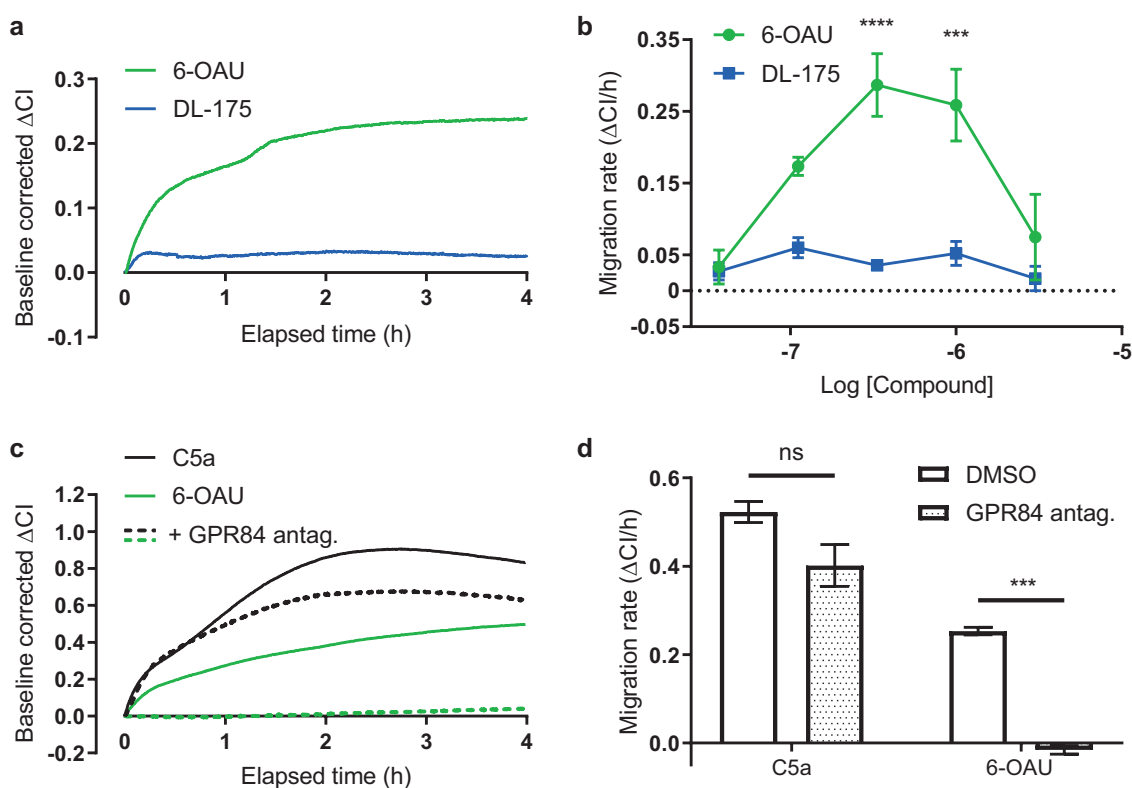 a
6-OAU
DL-175
Baseline corrected ΔCI
0.3
0.2
0.1
0.0
-0.1
0
1
2
3
4
Elapsed time (h)
b
6-OAU
DL-175
****
***
Migration rate (ΔCI/h)
0.35
0.25
0.15
0.05
0
-0.05
-7
-6
-5
Log [Compound]
c
C5a
6-OAU
+ GPR84 antag.
Baseline corrected ΔCI
1.2
1.0
0.8
0.6
0.4
0.2
0.0
-0.2
0
1
2
3
4
Elapsed time (h)
d
ns
DMSO
GPR84 antag.
***
Migration rate (ΔCI/h)
0.6
0.4
0.2
0.0
C5a
6-OAU